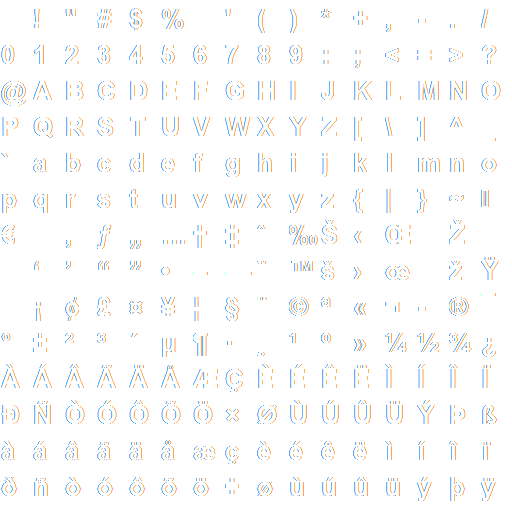 ! " # $ % ' ( ) * + , - . /
0 1 2 3 4 5 6 7 8 9 : ; < = > ?
@ A B C D E F G H I J K L M N O
P Q R S T U V W X Y Z [ \ ] ^ _
` a b c d e f g h i j k l m n o
p q r s t u v w x y z { | } ~
€ ‚ ƒ „ … † ‡ ˆ ‰ Š ‹ Œ Ž
‘ ’ “ ” • – — ˜ ™ š › œ ž Ÿ
¡ ¢ £ ¤ ¥ ¦ § ¨ © ª « ¬ - ® ¯
° ± ² ³ ´ µ ¶ · ¸ ¹ º » ¼ ½ ¾ ¿
À Á Â Ã Ä Å Æ Ç È É Ê Ë Ì Í Î Ï
Ð Ñ Ò Ó Ô Õ Ö × Ø Ù Ú Û Ü Ý Þ ß
à á â ã ä å æ ç è é ê ë ì í î ï
ð ñ ò ó ô õ ö ÷ ø ù ú û ü ý þ ÿ